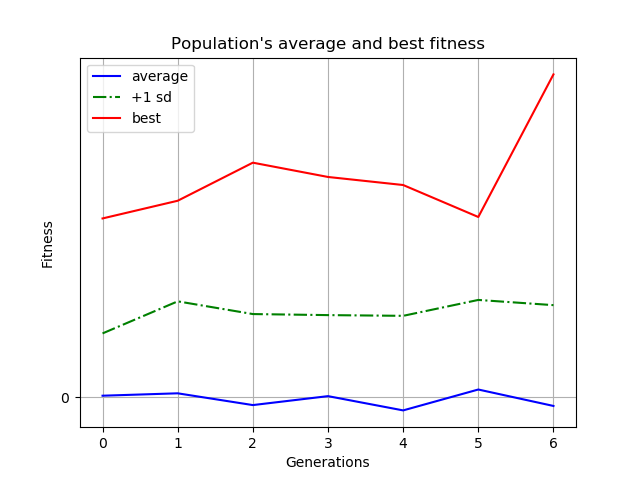 Population's average and best fitness
average
+1 sd
best
Fitness
0
0 1 2 3 4 5 6
Generations